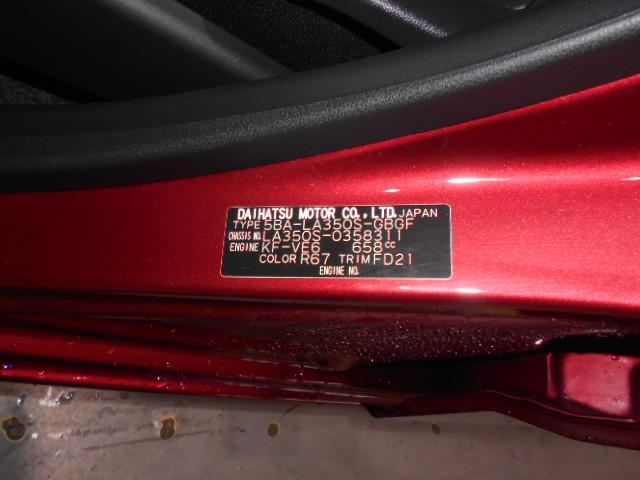 DAIHATSU MOTOR CO.,LTD. JAPAN
TYPE 5BA-LA350S-GBGF
CHASSIS NO. LA350S-0358311
ENGINE KF-VE6 658cc
COLOR R67 TRIM FD21
ENGINE NO.